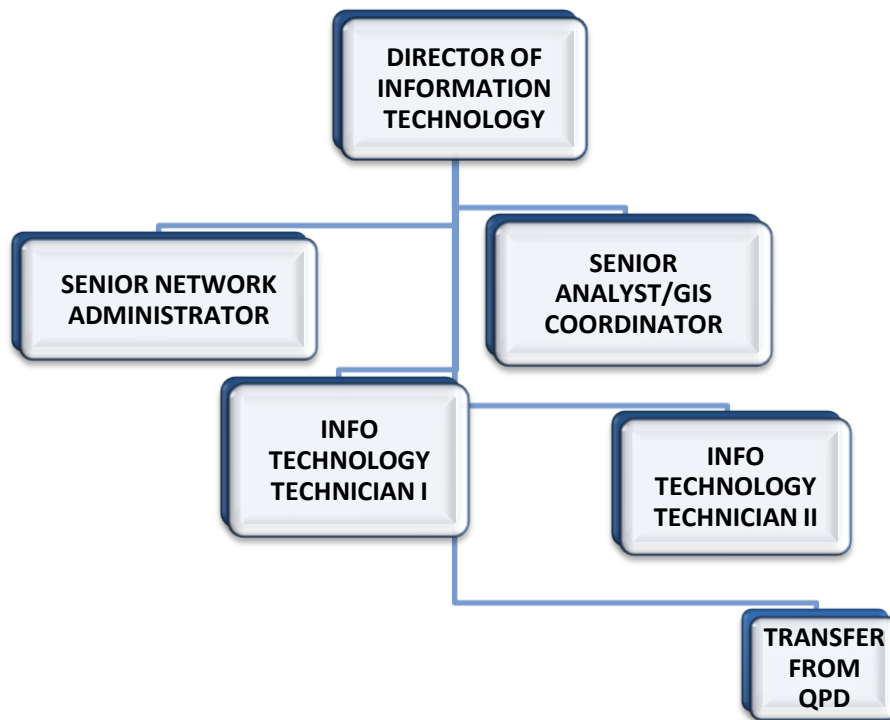 DIRECTOR OF
INFORMATION
TECHNOLOGY
SENIOR NETWORK
ADMINISTRATOR
SENIOR
ANALYST/GIS
COORDINATOR
INFO
TECHNOLOGY
TECHNICIAN I
INFO
TECHNOLOGY
TECHNICIAN II
TRANSFER
FROM
QPD